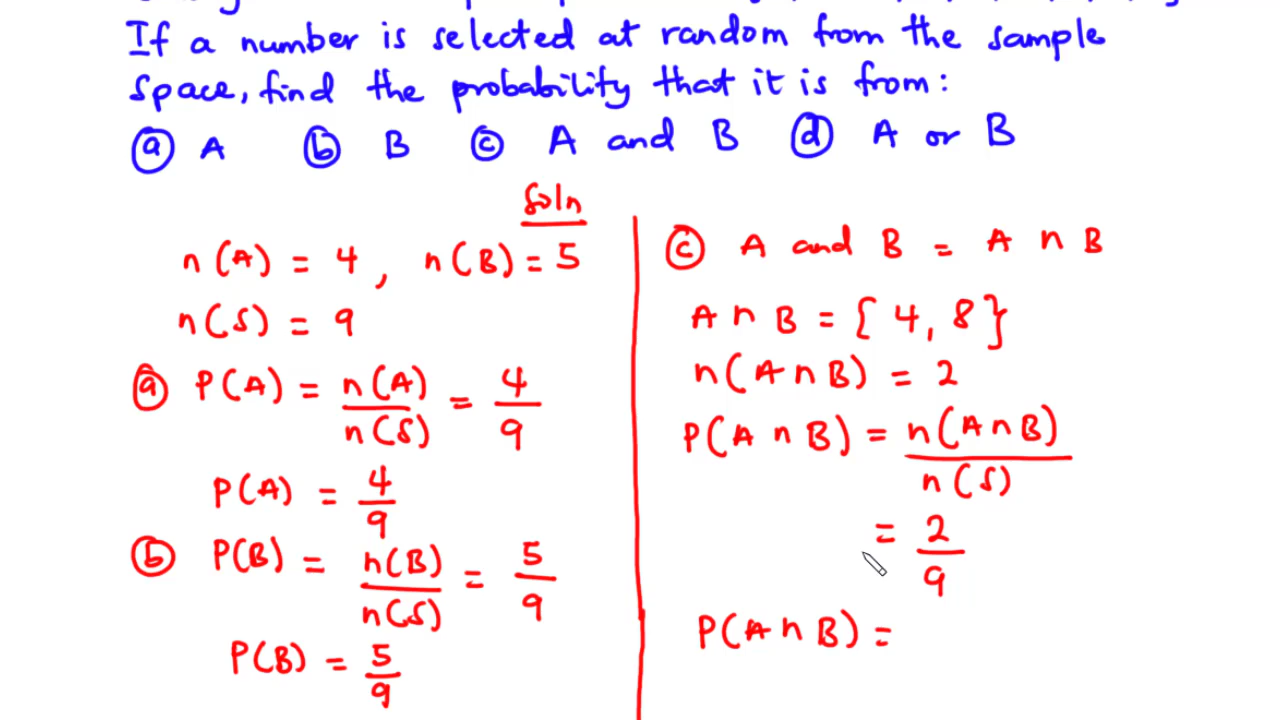 If a number is selected at random from the sample
space, find the probability that it is from:
ⓐ A ⓑ B ⓒ A and B ⓓ A or B
Soln
n(A) = 4, n(B) = 5
n(S) = 9
ⓐ P(A) = n(A)/n(S) = 4/9
P(A) = 4/9
ⓑ P(B) = n(B)/n(S) = 5/9
P(B) = 5/9
ⓒ A and B = A ∩ B
A ∩ B = {4, 8}
n(A ∩ B) = 2
P(A ∩ B) = n(A ∩ B)/n(S)
= 2/9
P(A ∩ B) =